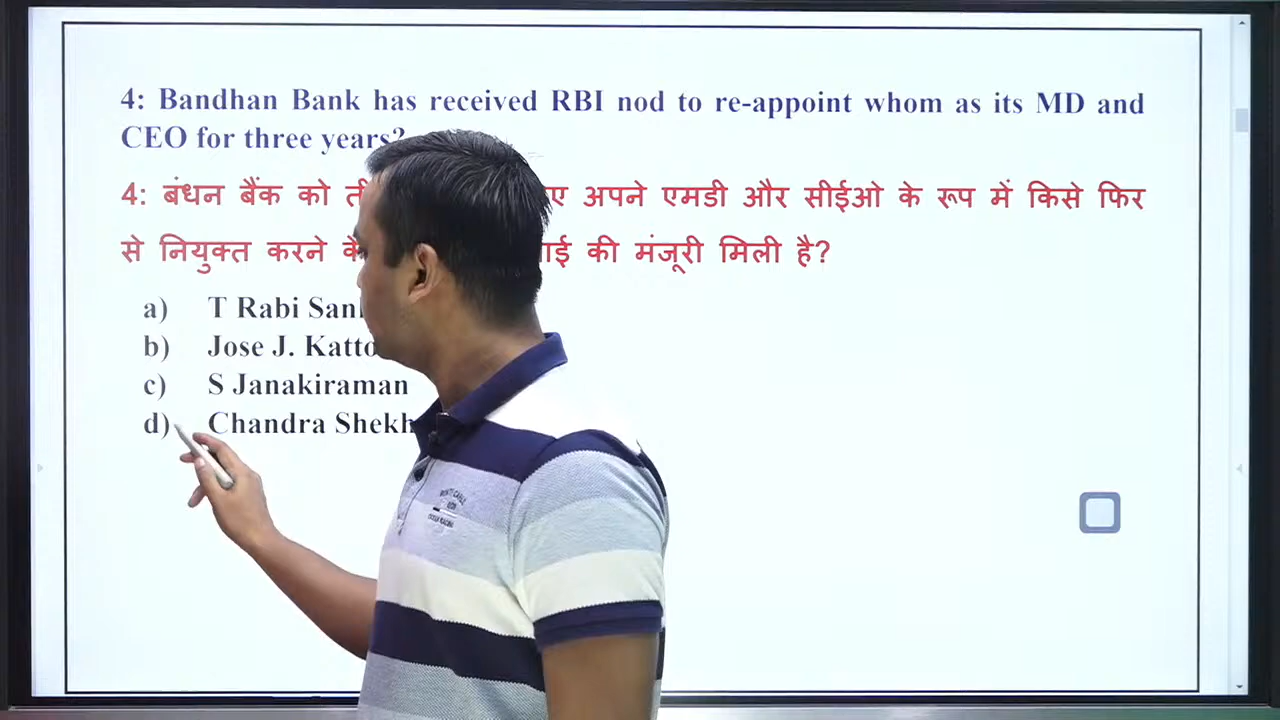 4: Bandhan Bank has received RBI nod to re-appoint whom as its MD and
CEO for three years?
4: बंधन बैंक को अपने एमडी और सीईओ के रूप में किसे फिर
से नियुक्त करने की मंजूरी मिली है?
a) T Rabi
b) Jose J.
c) S Janakiraman
d) Chandra